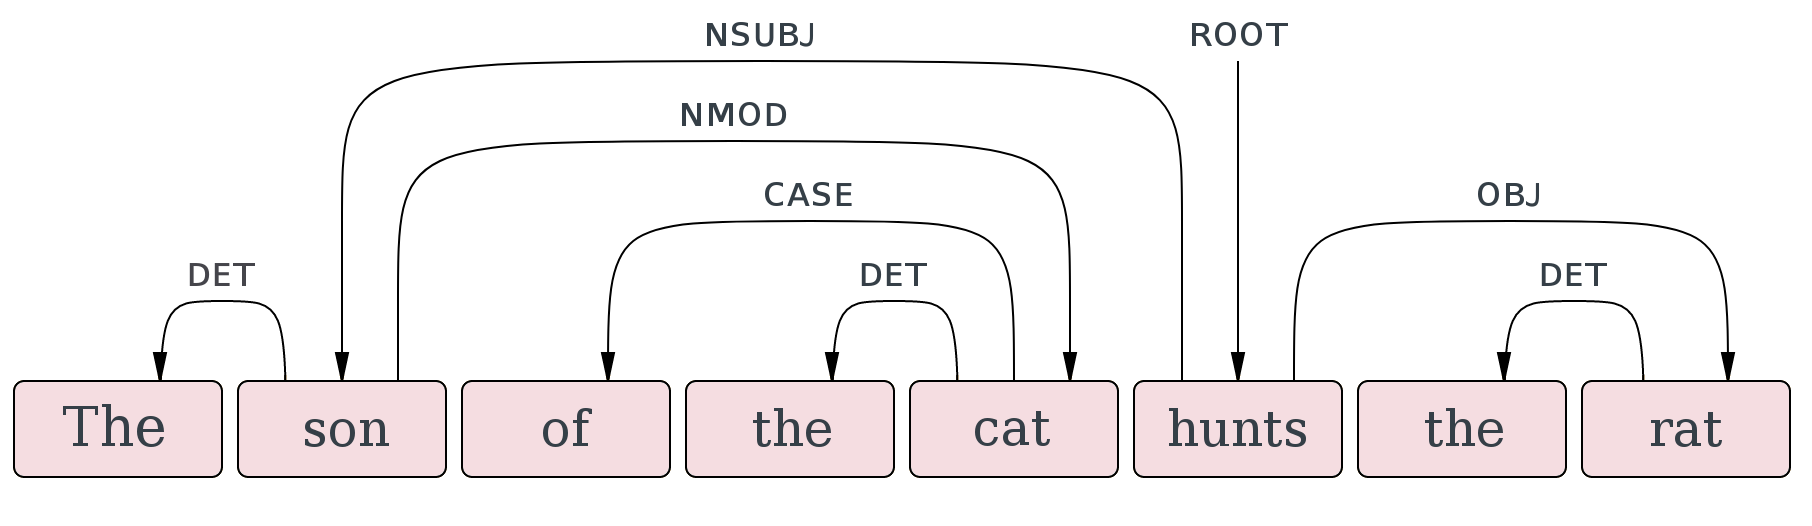 NSUBJ ROOT
NMOD
CASE OBJ
DET DET DET
The son of the cat hunts the rat